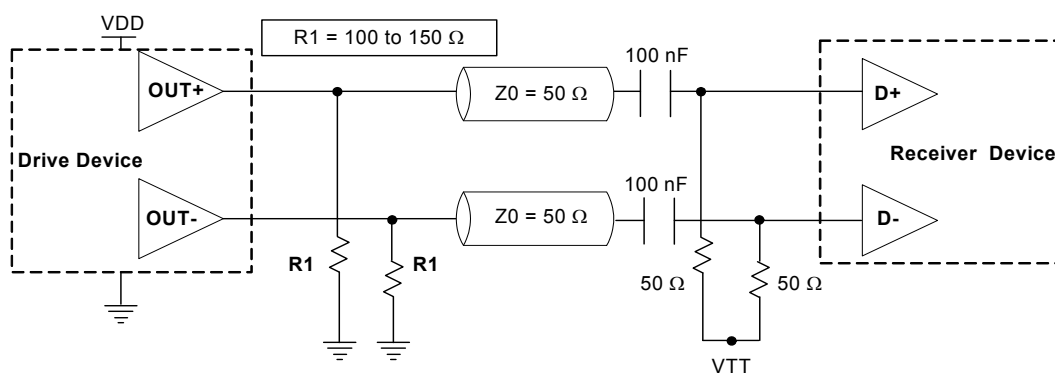 VDD
R1 = 100 to 150 Ω
100 nF
OUT+
Z0 = 50 Ω
D+
Drive Device
Receiver Device
100 nF
OUT-
Z0 = 50 Ω
D-
R1
R1
50 Ω
50 Ω
VTT